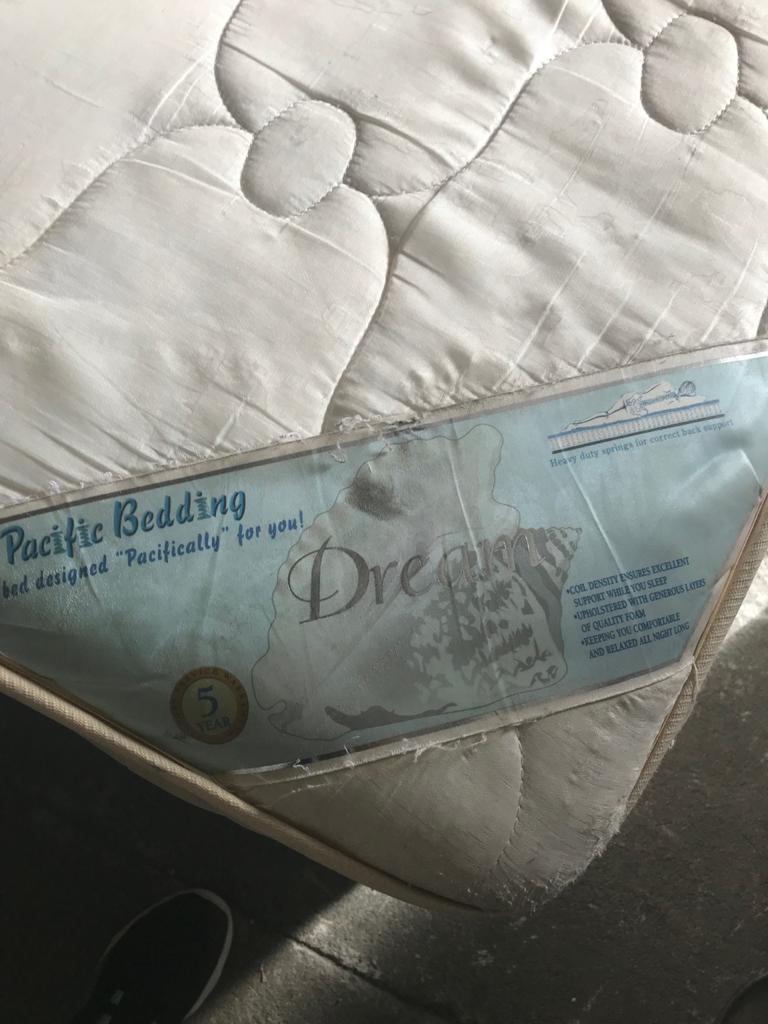 Pacific Bedding
bed designed "Pacifically" for you!
Dream
Heavy duty springs for correct back support
•COIL DENSITY ENSURES EXCELLENT
SUPPORT WHILE YOU SLEEP
•UPHOLSTERED WITH GENEROUS LAYERS
OF QUALITY FOAM
•KEEPING YOU COMFORTABLE
AND RELAXED ALL NIGHT LONG
5
YEAR